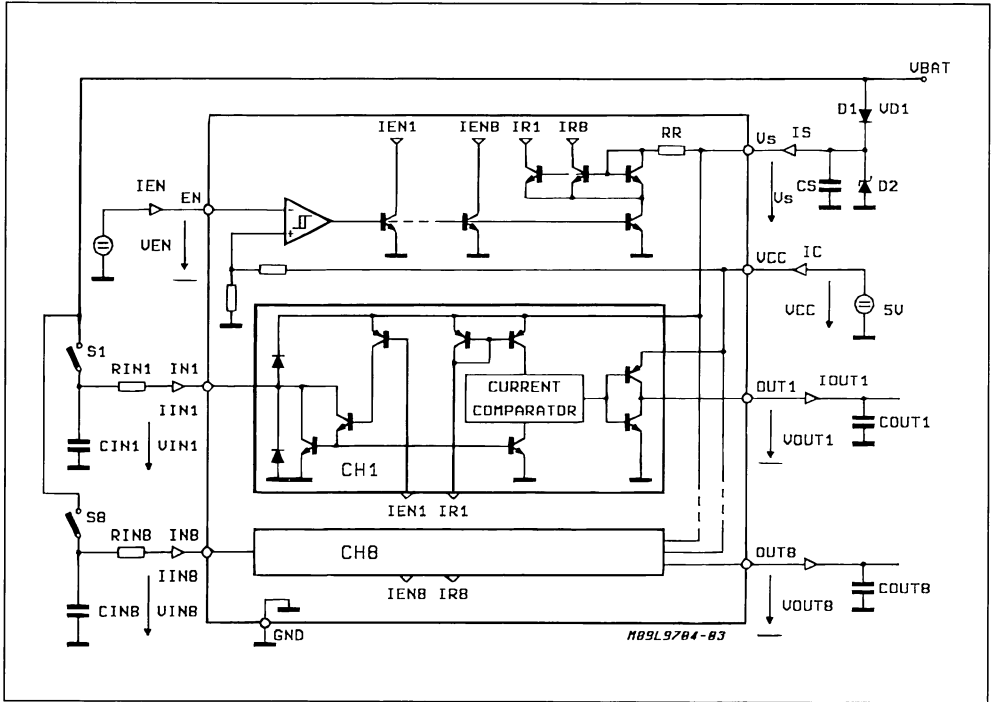 VBAT
D1 VD1
IEN1 IEN8 IR1 IR8
RR
Vs IS
CS D2
Vs
IEN EN
VEN
VCC IC
VCC
5V
S1
RIN1 IN1
IIN1
CIN1 VIN1
CURRENT
COMPARATOR
CH1
OUT1 IOUT1
COUT1
VOUT1
IEN1 IR1
S8
RIN8 IN8
IIN8
CIN8 VIN8
CH8
IEN8 IR8
OUT8
COUT8
VOUT8
GND
M89L9784-03